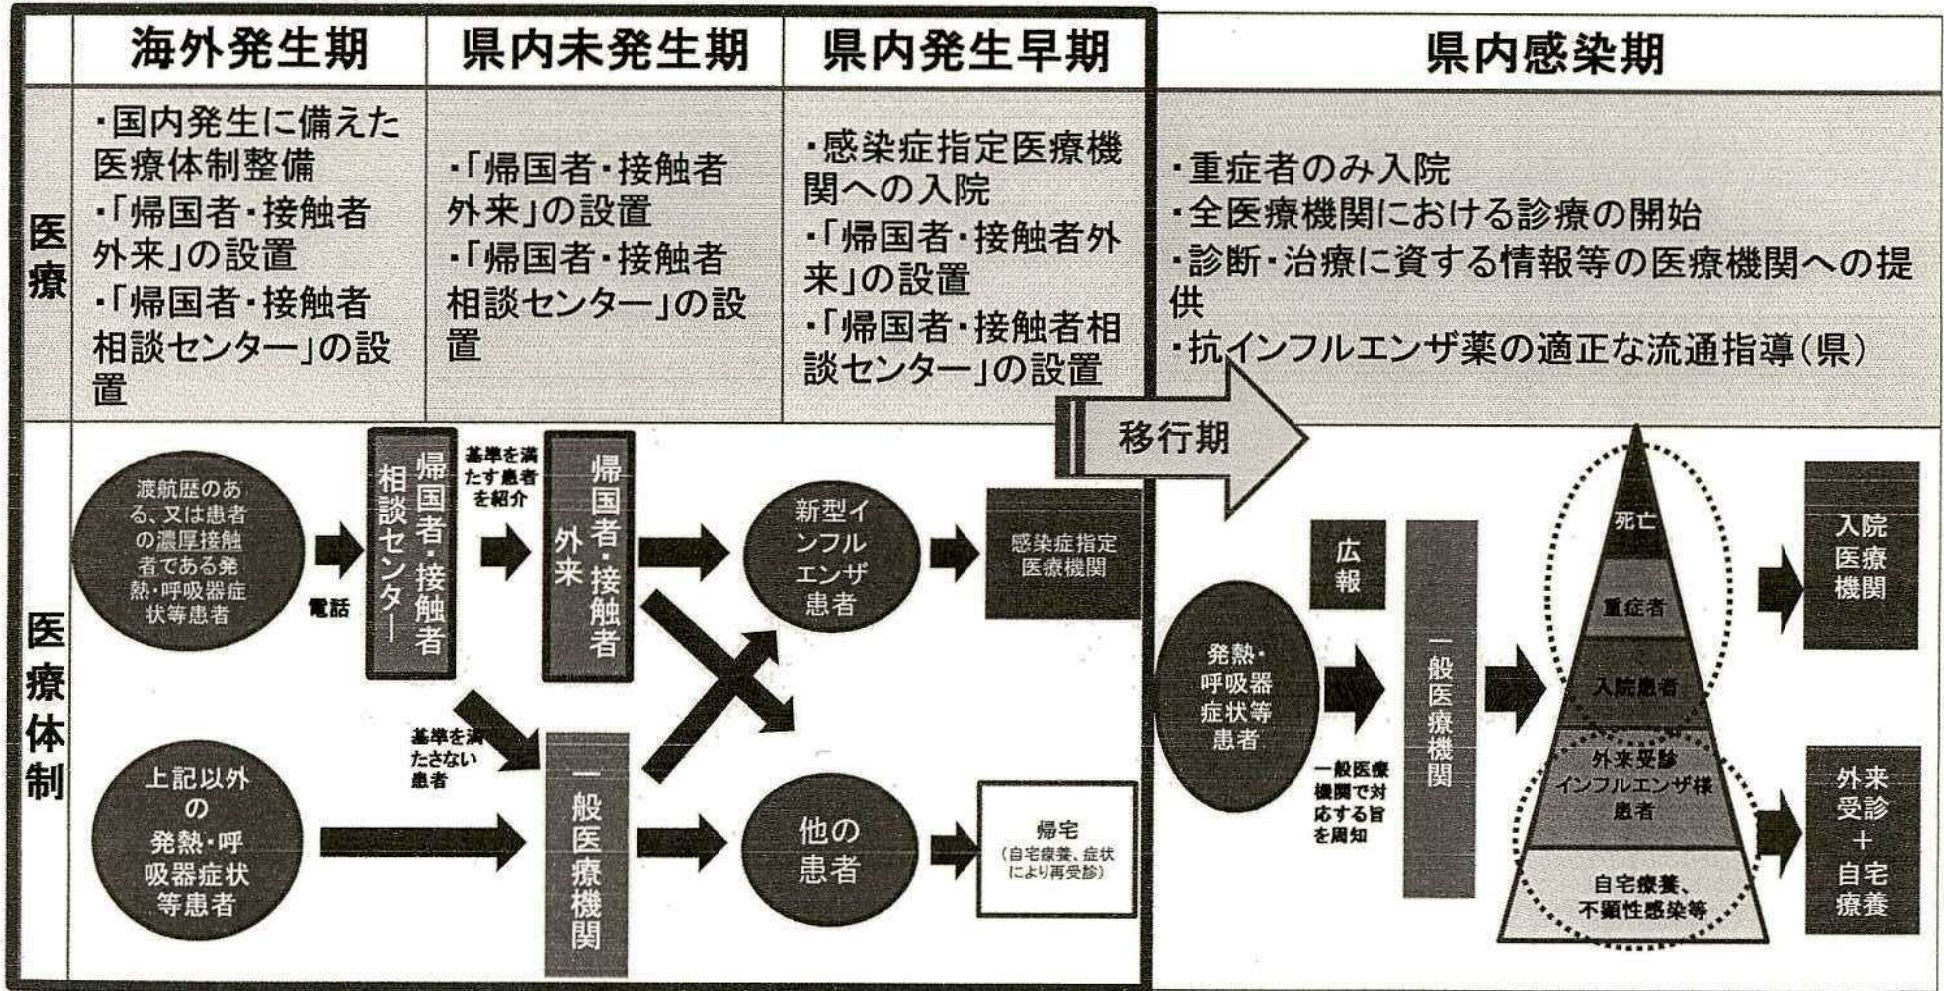 海外発生期
県内未発生期
県内発生早期
県内感染期
医療
・国内発生に備えた
医療体制整備
・「帰国者・接触者
外来」の設置
・「帰国者・接触者
相談センター」の設
置
・「帰国者・接触者
外来」の設置
・「帰国者・接触者
相談センター」の設
置
・感染症指定医療機
関への入院
・「帰国者・接触者外
来」の設置
・「帰国者・接触者相
談センター」の設置
・重症者のみ入院
・全医療機関における診療の開始
・診断・治療に資する情報等の医療機関への提
供
・抗インフルエンザ薬の適正な流通指導(県)
移行期
医療体制
渡航歴のあ
る、又は患者
の濃厚接触
者である発
熱・呼吸器症
状等患者
電話
帰国者・接触者
相談センター
基準を満
たす患者
を紹介
帰国者・接触者
外来
新型イ
ンフル
エンザ
患者
感染症指定
医療機関
基準を満
たさない
患者
上記以外
の
発熱・呼
吸器症状
等患者
一般医療機関
他の
患者
帰宅
(自宅療養、症状
により再受診)
発熱・
呼吸器
症状等
患者
広報
一般医療
機関で対
応する旨
を周知
一般医療機関
死亡
重症者
入院患者
外来受診
インフルエンザ様
患者
自宅療養、
不顕性感染等
入院
医療
機関
外来
受診
+
自宅
療養